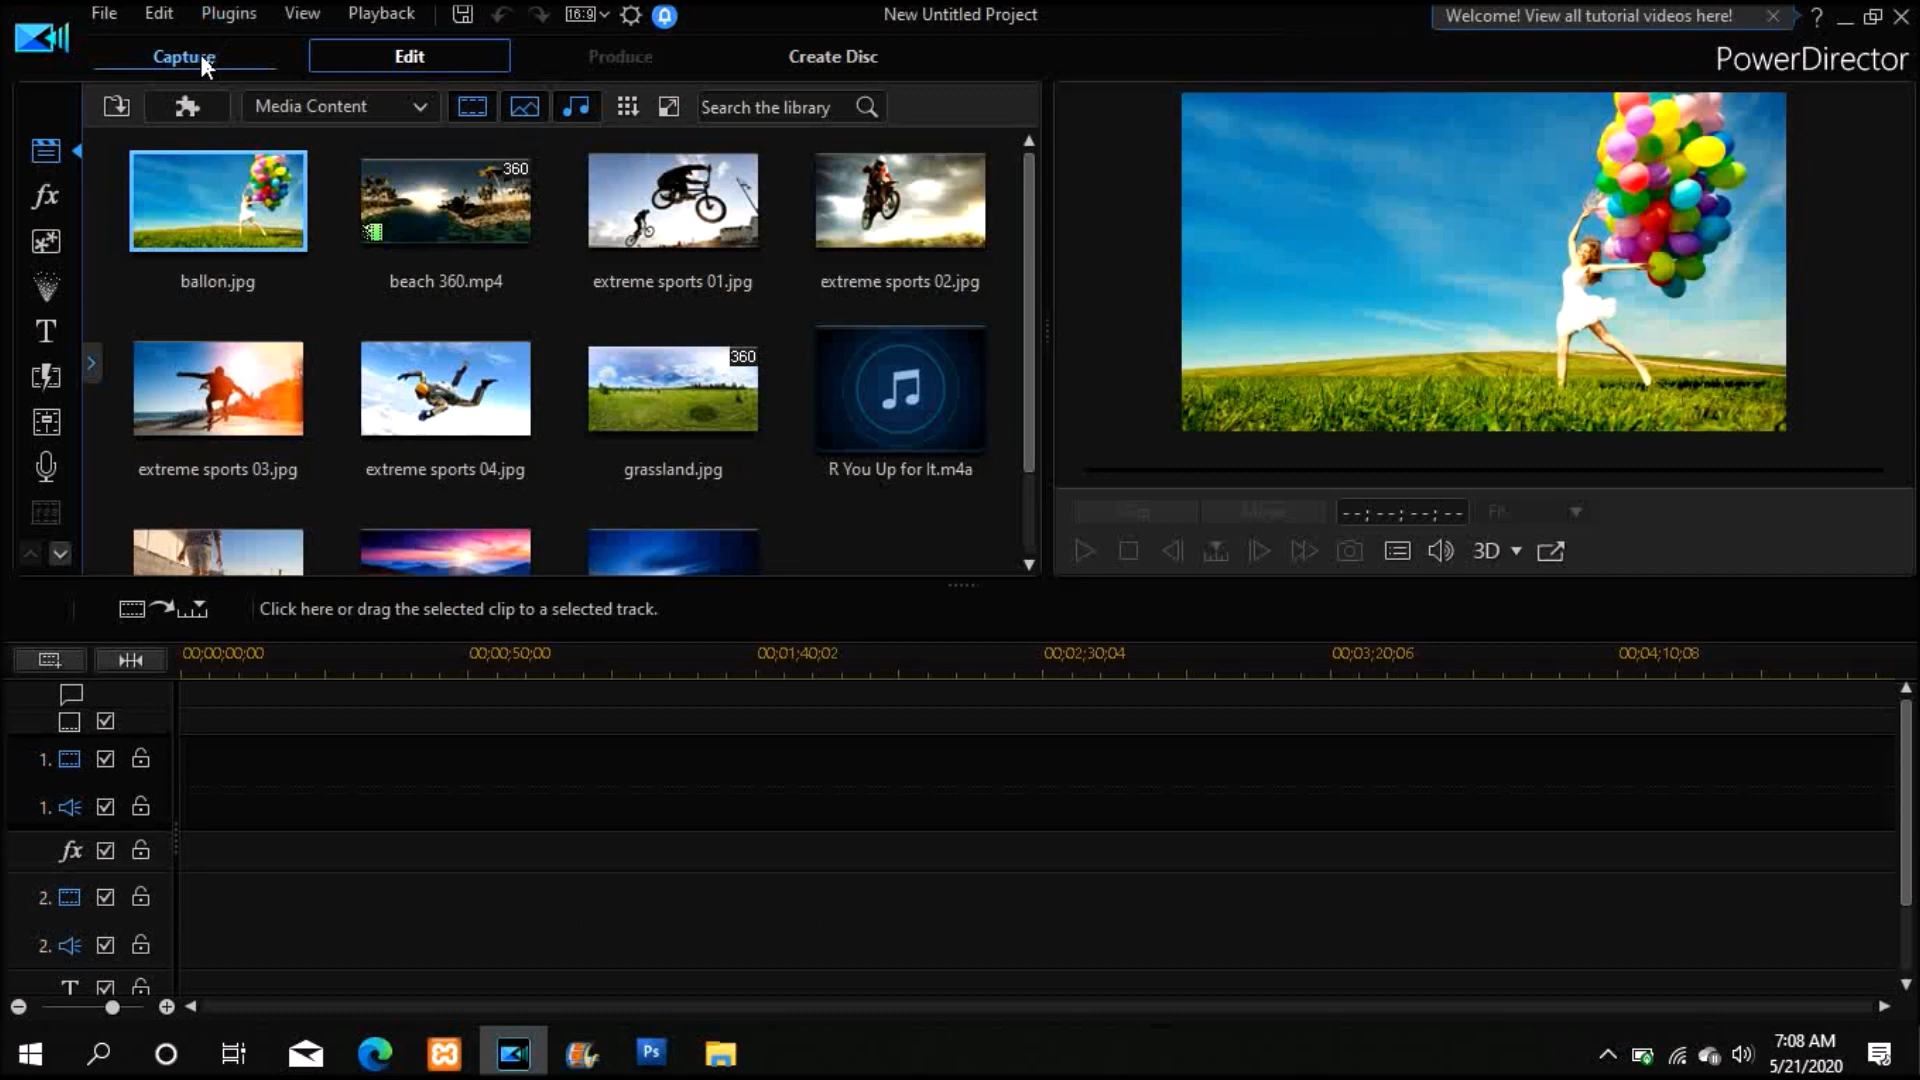 File Edit Plugins View Playback 16:9 New Untitled Project Welcome! View all tutorial videos here! ?
Capture Edit Produce Create Disc PowerDirector
Media Content Search the library
360
ballon.jpg beach 360.mp4 extreme sports 01.jpg extreme sports 02.jpg
fx
T
360
extreme sports 03.jpg extreme sports 04.jpg grassland.jpg R You Up for It.m4a
--;--;--;-- Fit
3D
Click here or drag the selected clip to a selected track.
00;00;00;00 00;00;50;00 00;01;40;02 00;02;30;04 00;03;20;06 00;04;10;08
1.
1.
fx
2.
2.
T
Ps
7:08 AM
5/21/2020